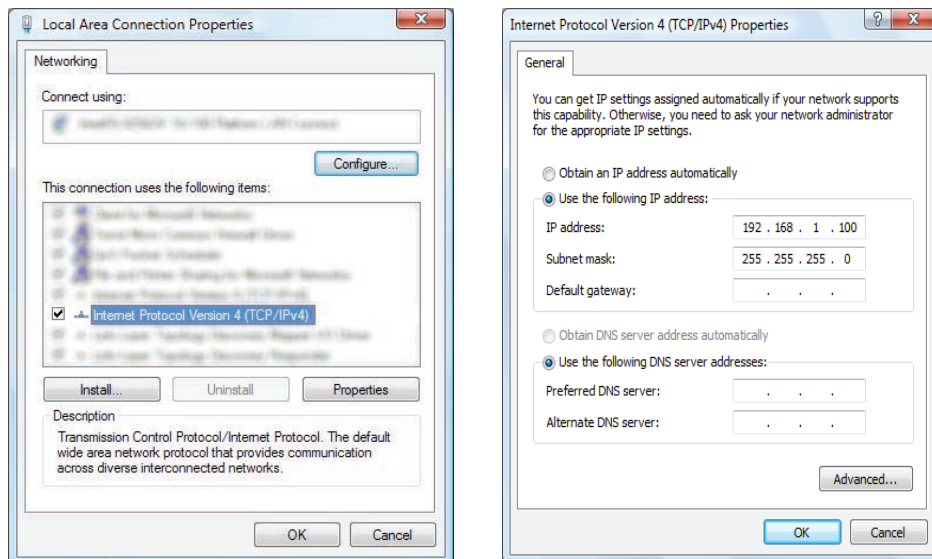 Local Area Connection Properties
Networking
Connect using:
Configure...
This connection uses the following items:
Internet Protocol Version 4 (TCP/IPv4)
Install...
Uninstall
Properties
Description
Transmission Control Protocol/Internet Protocol. The default
wide area network protocol that provides communication
across diverse interconnected networks.
OK
Cancel
Internet Protocol Version 4 (TCP/IPv4) Properties
General
You can get IP settings assigned automatically if your network supports
this capability. Otherwise, you need to ask your network administrator
for the appropriate IP settings.
Obtain an IP address automatically
Use the following IP address:
IP address: 192 . 168 . 1 . 100
Subnet mask: 255 . 255 . 255 . 0
Default gateway: . . .
Obtain DNS server address automatically
Use the following DNS server addresses:
Preferred DNS server: . . .
Alternate DNS server: . . .
Advanced...
OK
Cancel